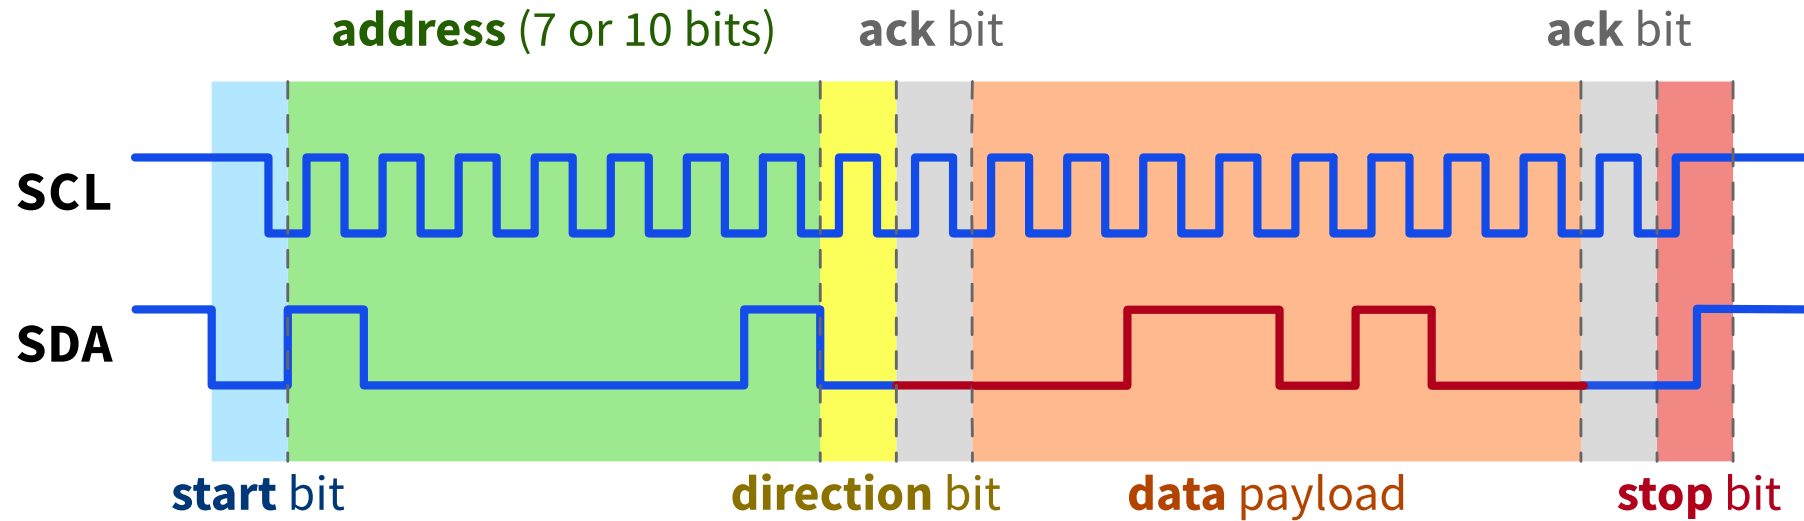 address (7 or 10 bits)
ack bit
ack bit
SCL
SDA
start bit
direction bit
data payload
stop bit